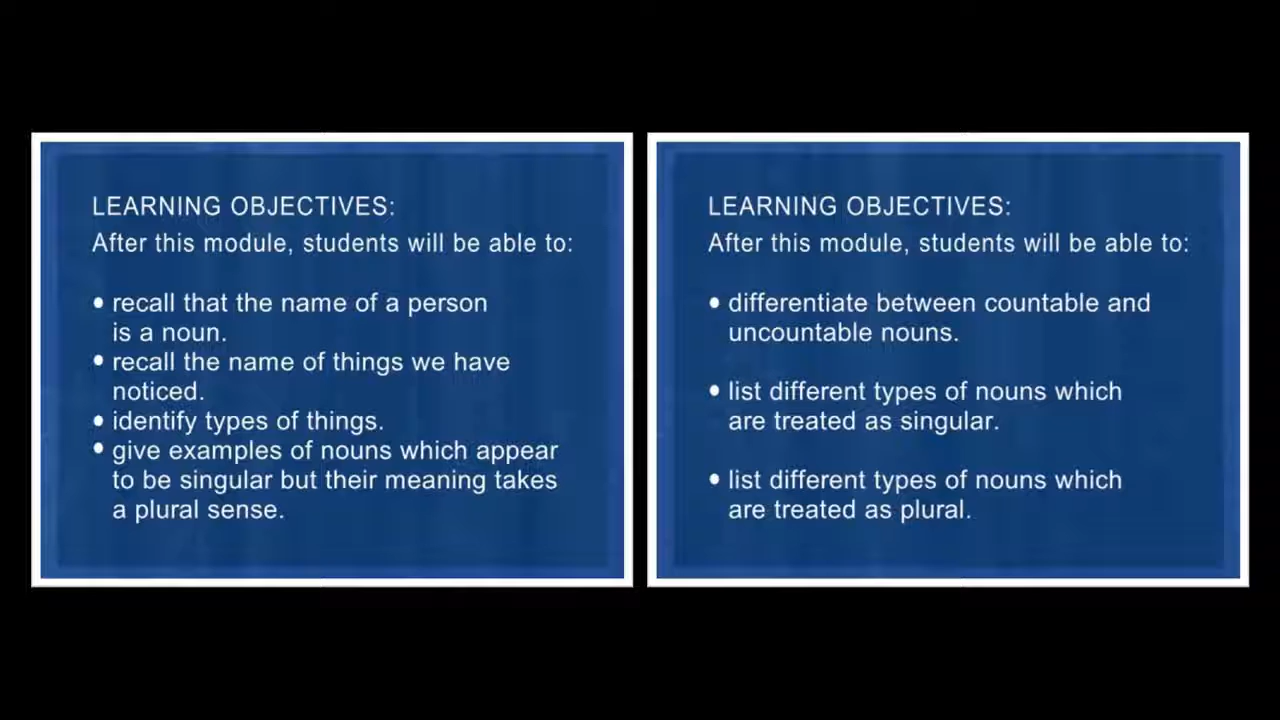 LEARNING OBJECTIVES:
After this module, students will be able to:
• recall that the name of a person
is a noun.
• recall the name of things we have
noticed.
• identify types of things.
• give examples of nouns which appear
to be singular but their meaning takes
a plural sense.
LEARNING OBJECTIVES:
After this module, students will be able to:
• differentiate between countable and
uncountable nouns.
• list different types of nouns which
are treated as singular.
• list different types of nouns which
are treated as plural.